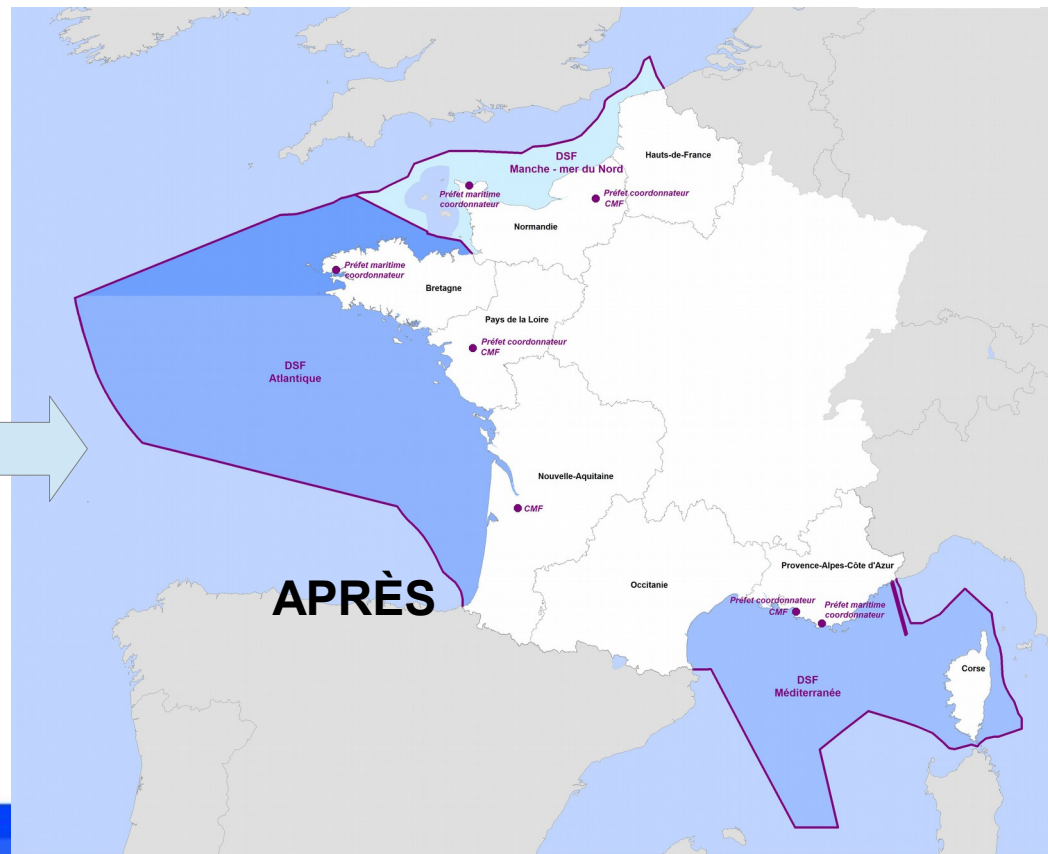 Hauts-de-France
DSF
Manche - mer du Nord
Préfet maritime
coordonnateur
Préfet coordonnateur
CMF
Normandie
Préfet maritime
coordonnateur
Bretagne
Pays de la Loire
Préfet coordonnateur
CMF
DSF
Atlantique
Nouvelle-Aquitaine
CMF
Provence-Alpes-Côte d'Azur
Occitanie
APRÈS
Préfet coordonnateur
CMF
Préfet maritime
coordonnateur
Corse
DSF
Méditerranée